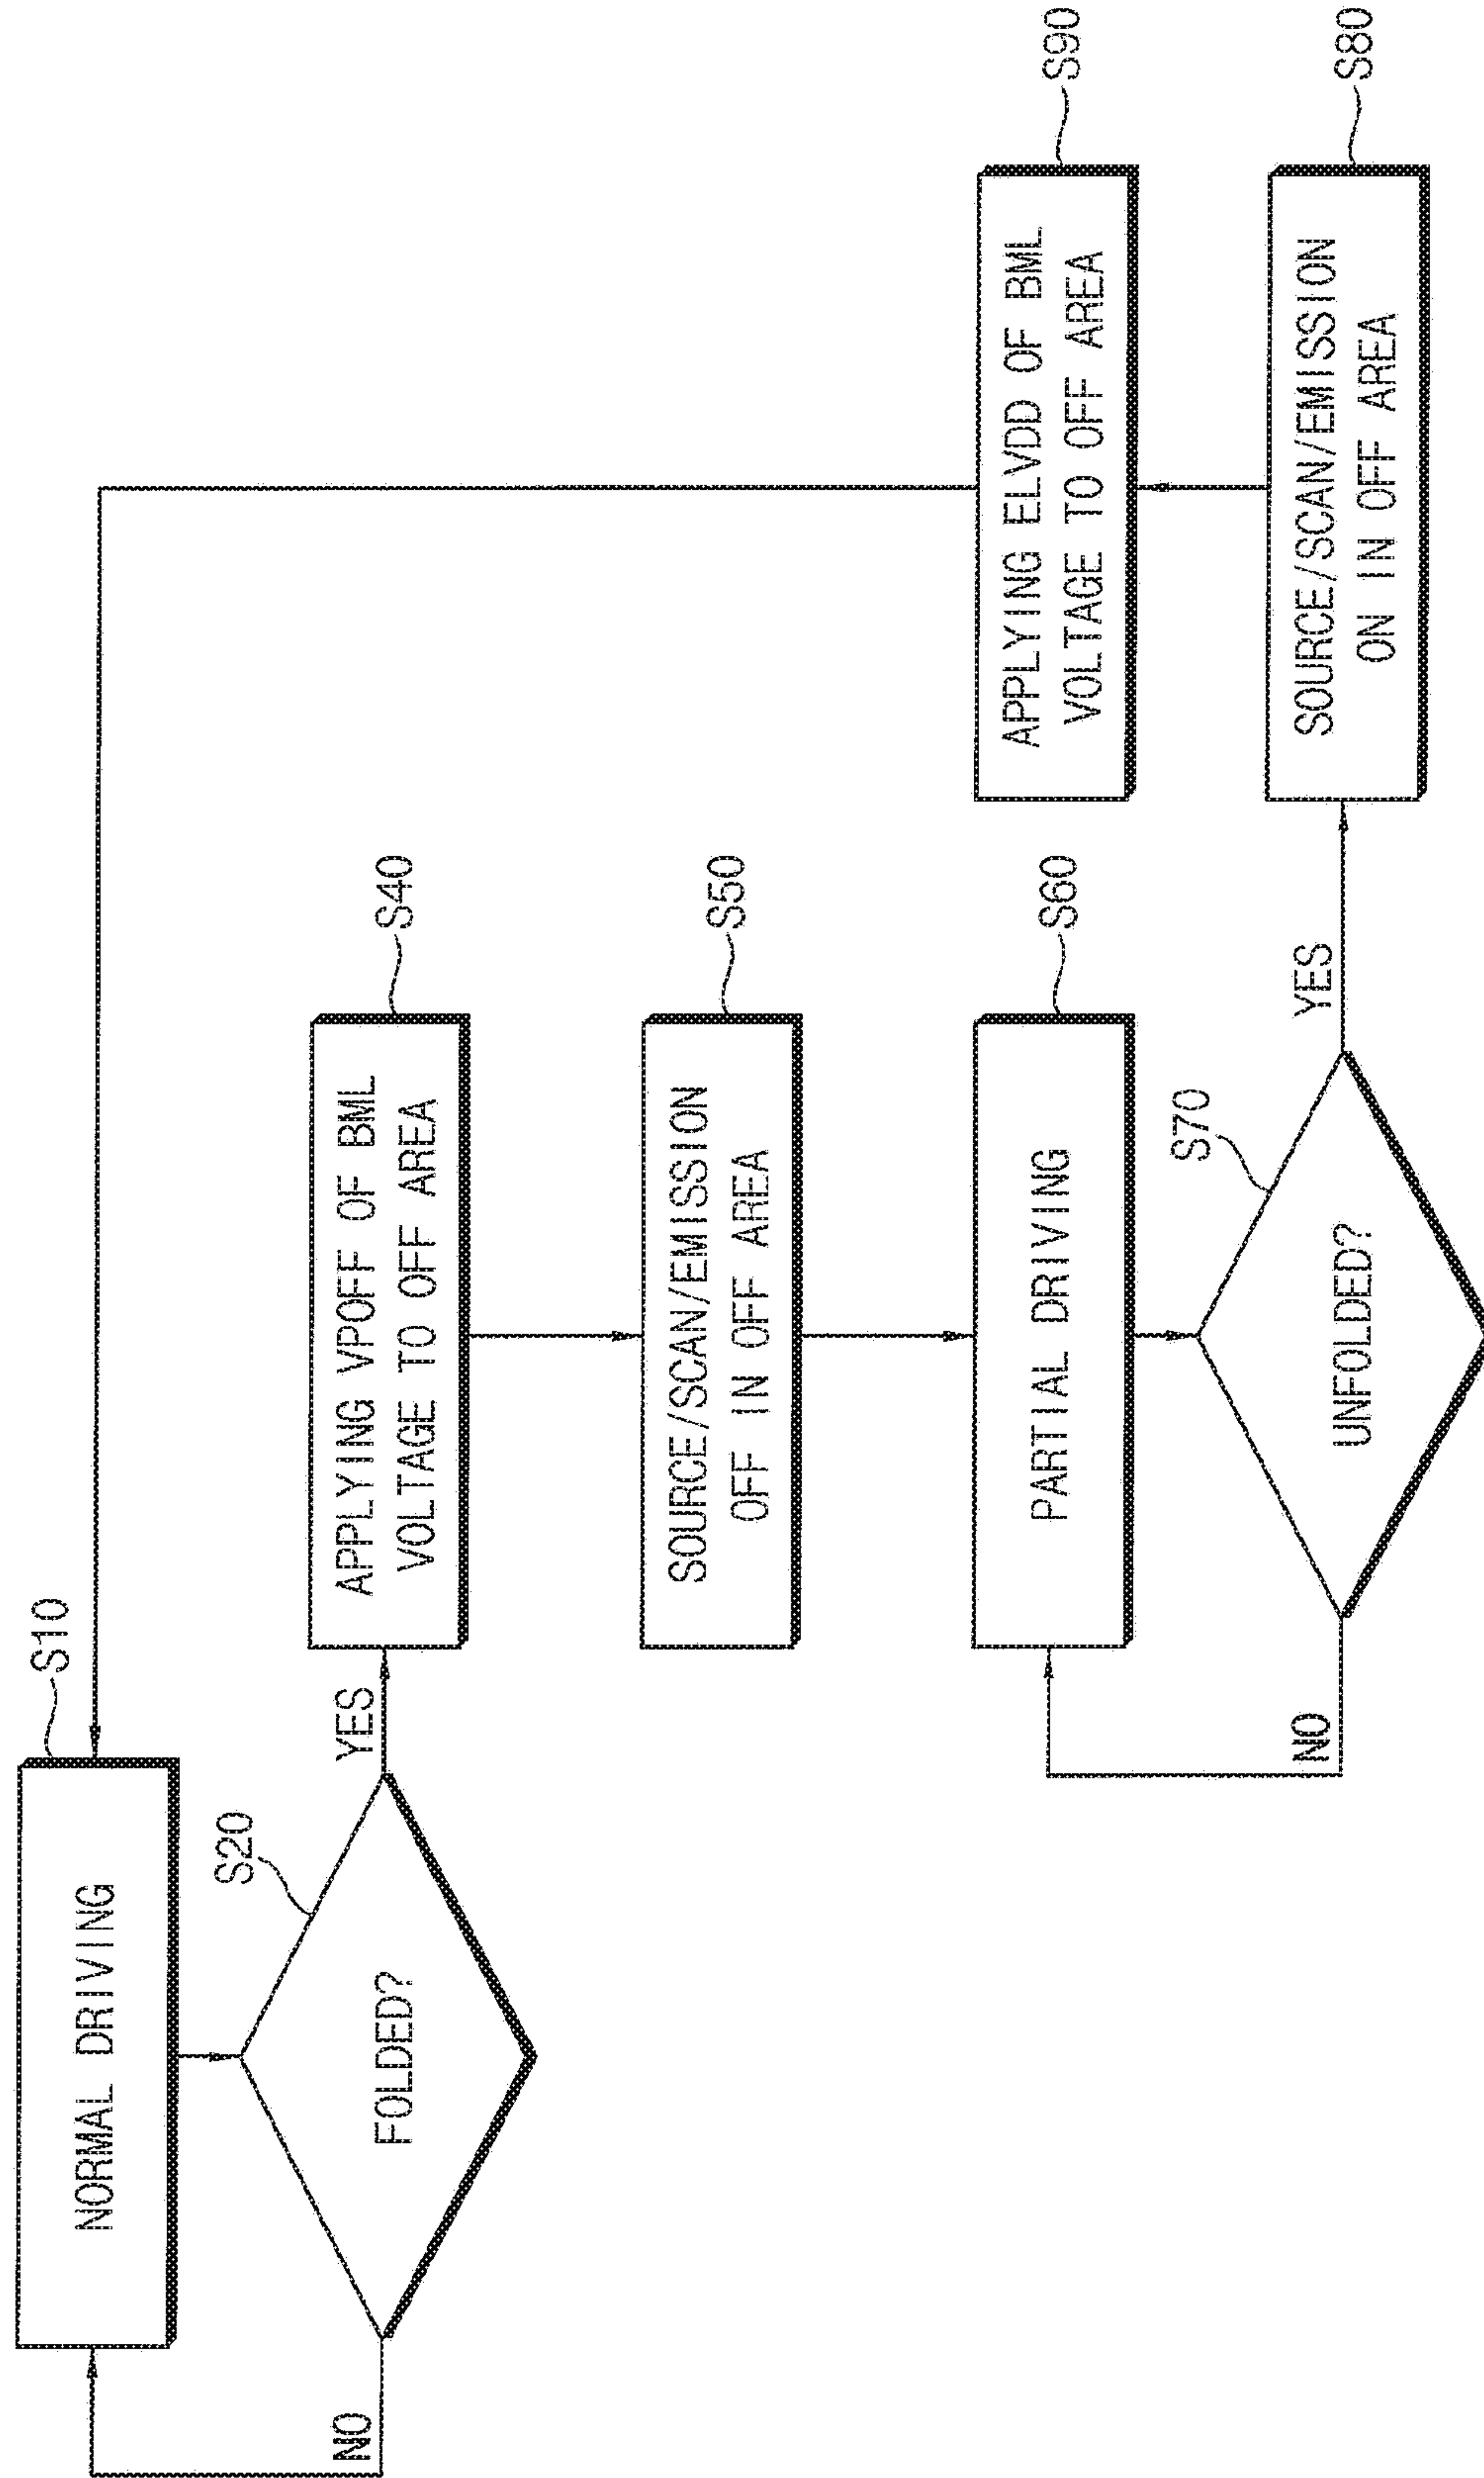 NORMAL DRIVING
S10
FOLDED?
S20
NO
YES
APPLYING VPOFF OF BML
VOLTAGE TO OFF AREA
S40
SOURCE/SCAN/EMISSION
OFF IN OFF AREA
S50
PARTIAL DRIVING
S60
UNFOLDED?
S70
NO
YES
SOURCE/SCAN/EMISSION
ON IN OFF AREA
S80
APPLYING ELVDD OF BML
VOLTAGE TO OFF AREA
S90